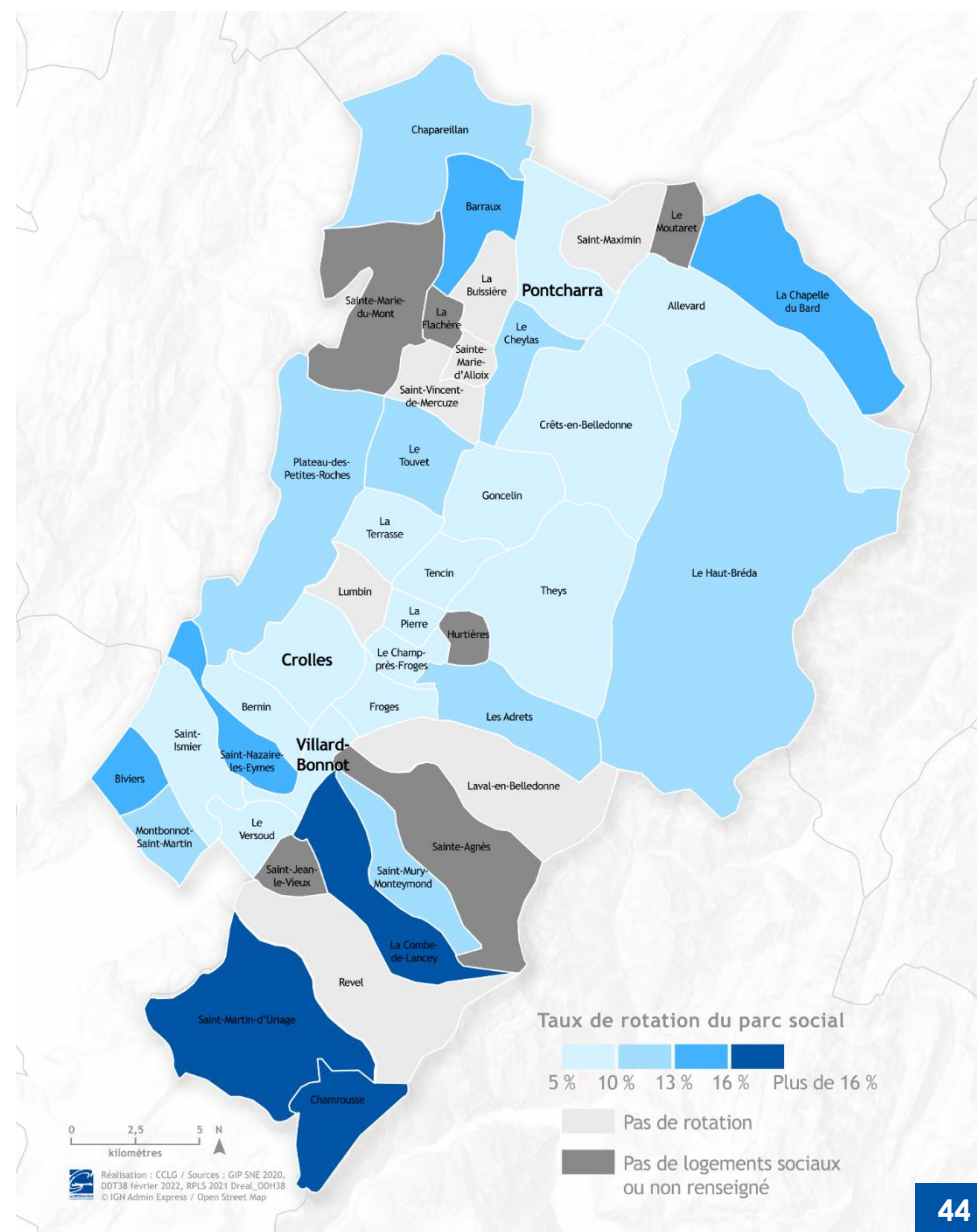 Chapareillan
Barraux
Le
Moutaret
Saint-Maximin
La
Buissière
Pontcharra
La Chapelle
du Bard
Allevard
Sainte-Marie-
du-Mont
La
Flachère
Le
Cheylas
Sainte-
Marie-
d'Alloix
Saint-Vincent-
de-Mercuze
Crêts-en-Belledonne
Le
Touvet
Plateau-des-
Petites-Roches
Goncelin
La
Terrasse
Tencin
Le Haut-Bréda
Theys
Lumbin
La
Pierre
Hurtières
Crolles
Le Champ-
près-Froges
Bernin
Froges
Les Adrets
Saint-
Ismier
Villard-
Bonnot
Saint-Nazaire-
les-Eymes
Biviers
Laval-en-Belledonne
Le
Versoud
Montbonnot-
Saint-Martin
Sainte-Agnès
Saint-Jean-
le-Vieux
Saint-Mury-
Monteymond
La Combe-
de-Lancey
Revel
Saint-Martin-d'Uriage
Chamrousse
Taux de rotation du parc social
5 % 10 % 13 % 16 % Plus de 16 %
Pas de rotation
Pas de logements sociaux
ou non renseigné
0 2,5 5 N
kilomètres
Réalisation : CCLG / Sources : GIP SNE 2020,
DDT38 février 2022, RPLS 2021 Dreal_ODH38
© IGN Admin Express / Open Street Map
44